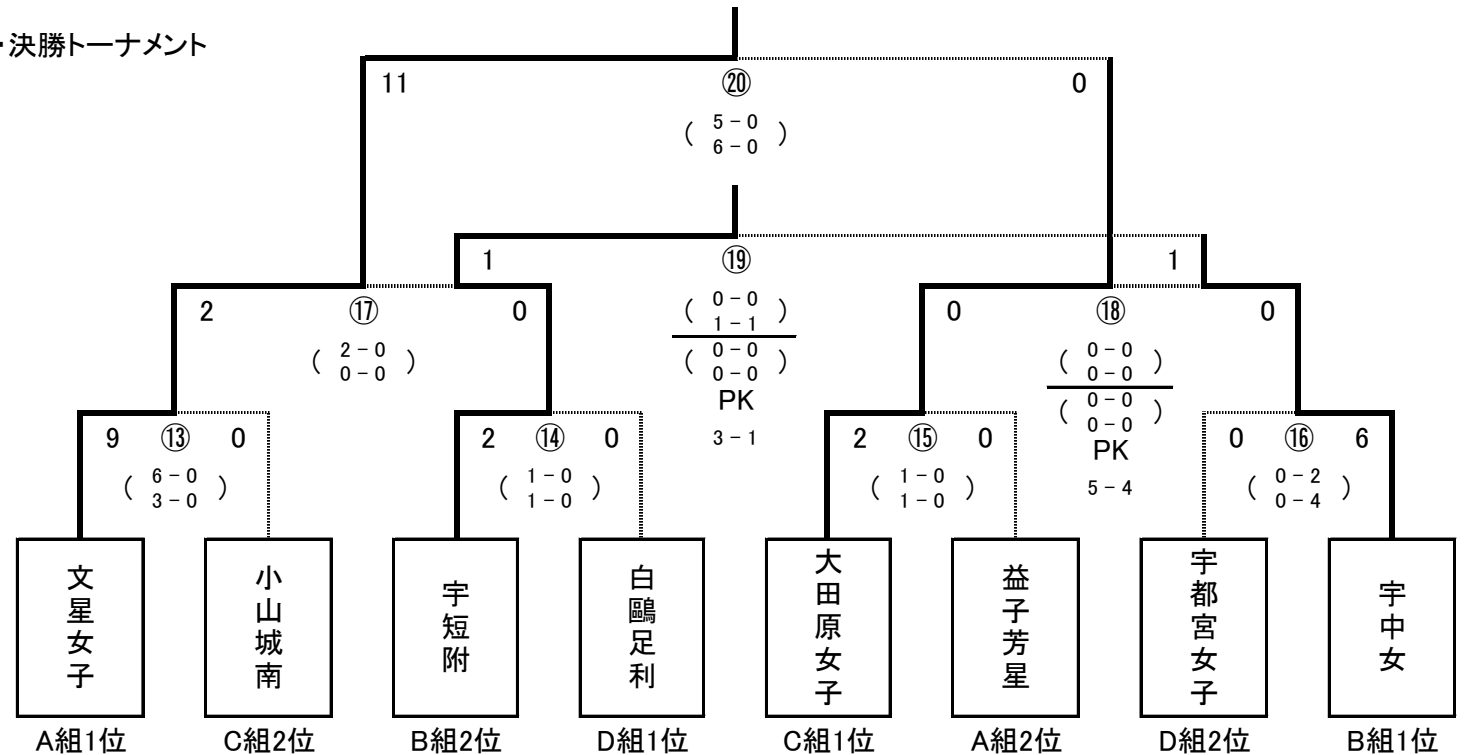 ・決勝トーナメント
11 ⑳ 0
( 5－0 )
6－0
1 ⑲ 1
( 0－0 )
1－1
( 0－0 )
0－0
PK
3－1
2 ⑰ 0
( 2－0 )
0－0
0 ⑱ 0
( 0－0 )
0－0
( 0－0 )
0－0
PK
5－4
9 ⑬ 0
( 6－0 )
3－0
2 ⑭ 0
( 1－0 )
1－0
2 ⑮ 0
( 1－0 )
1－0
0 ⑯ 6
( 0－2 )
0－4
文星女子
小山城南
宇短附
白鷗足利
大田原女子
益子芳星
宇都宮女子
宇中女
A組1位 C組2位 B組2位 D組1位 C組1位 A組2位 D組2位 B組1位